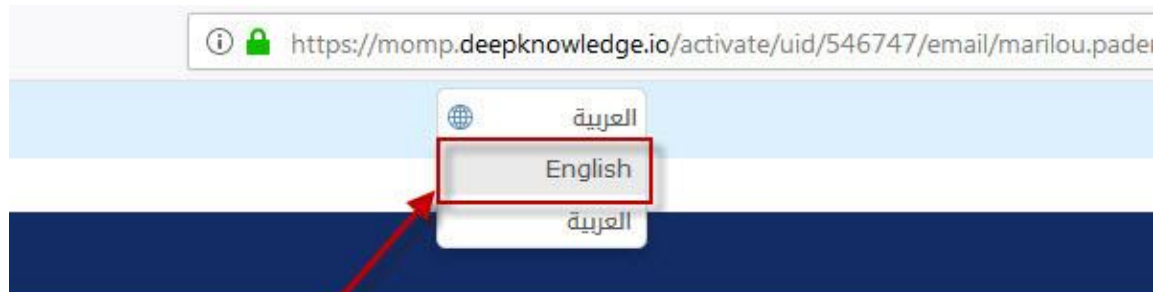 https://momp.deepknowledge.io/activate/uid/546747/email/marilou.pader
العربية
English
العربية